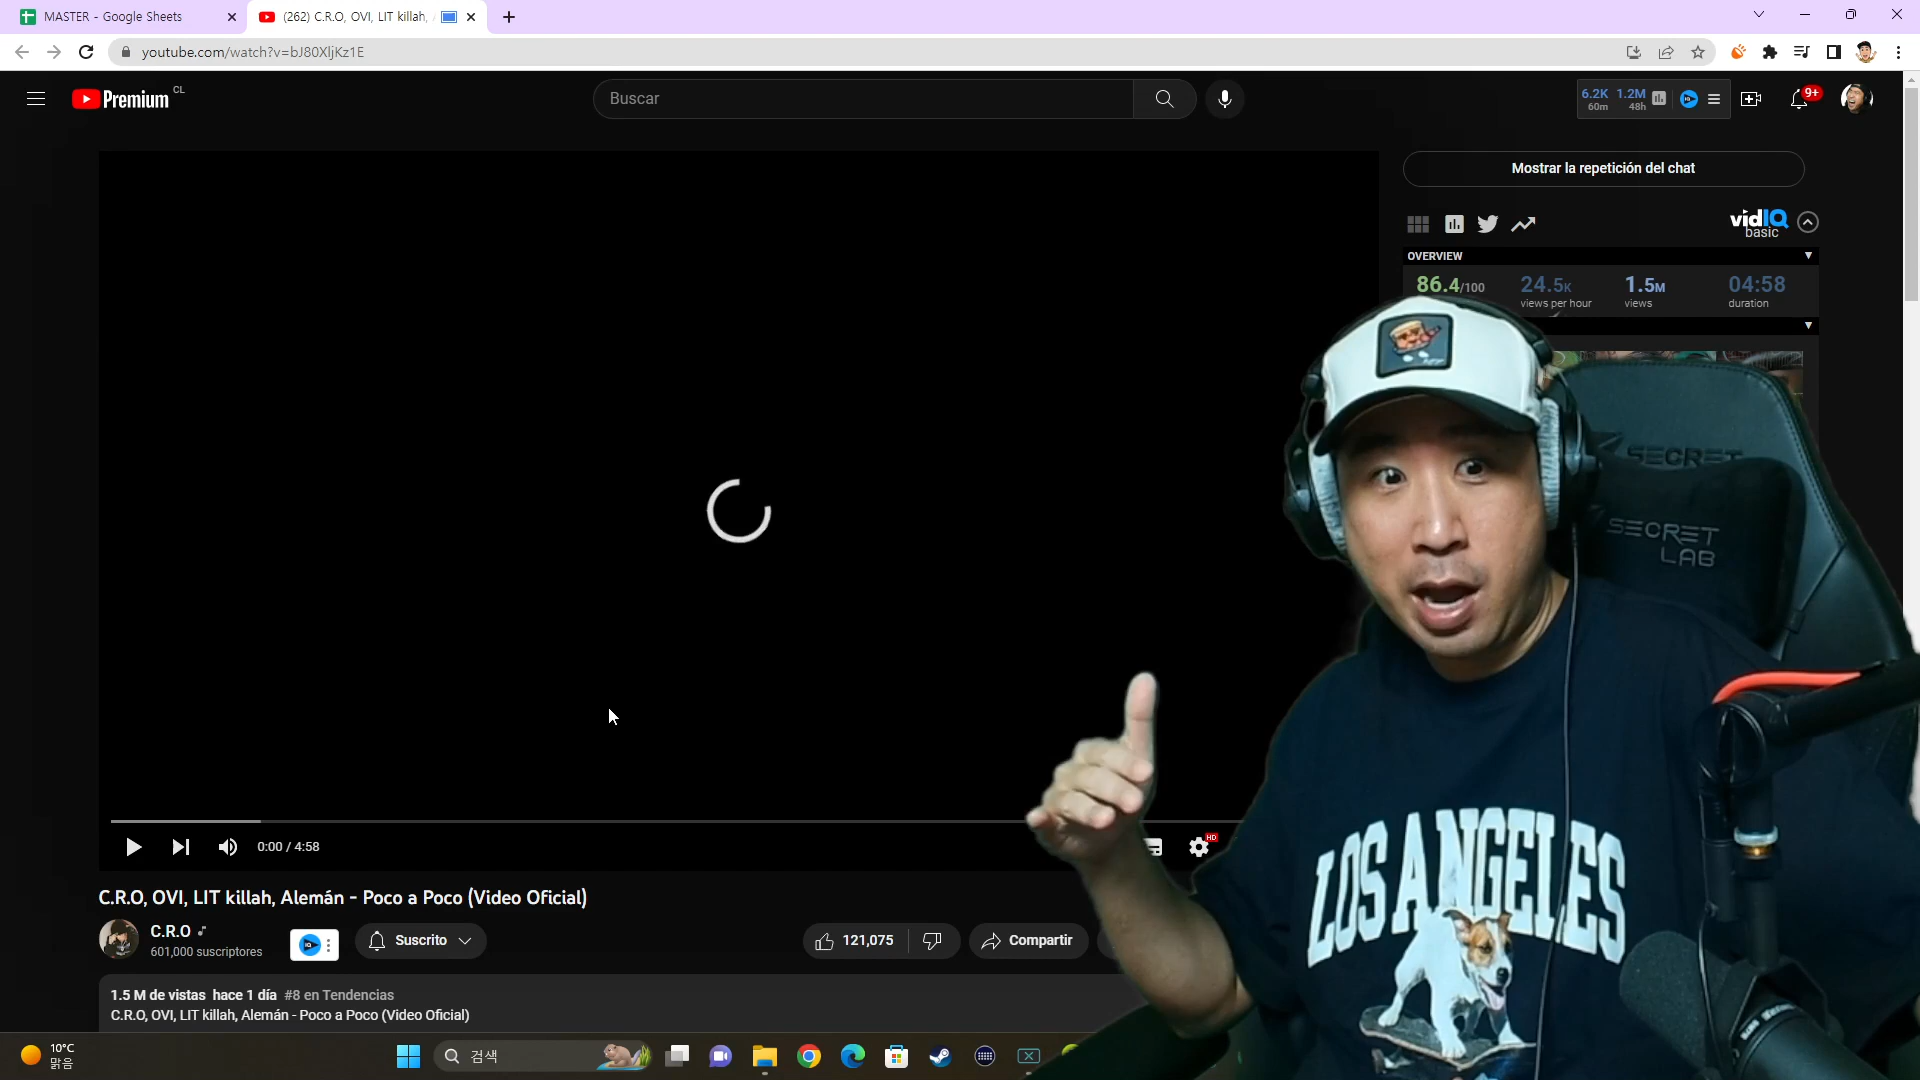 MASTER - Google Sheets
(262) C.R.O, OVI, LIT killah,
youtube.com/watch?v=bJ80XljKz1E
Premium CL
Buscar
6.2K 1.2M
60m 48h
9+
Mostrar la repetición del chat
vidIQ
basic
OVERVIEW
86.4/100 24.5K 1.5M 04:58
views per hour views duration
SECRET
SECRET
LAB
0:00 / 4:58
HD
LOS ANGELES
C.R.O, OVI, LIT killah, Alemán - Poco a Poco (Video Oficial)
C.R.O
601,000 suscriptores
IQ
Suscrito
121,075
Compartir
1.5 M de vistas hace 1 día #8 en Tendencias
C.R.O, OVI, LIT killah, Alemán - Poco a Poco (Video Oficial)
10°C
맑음
검색